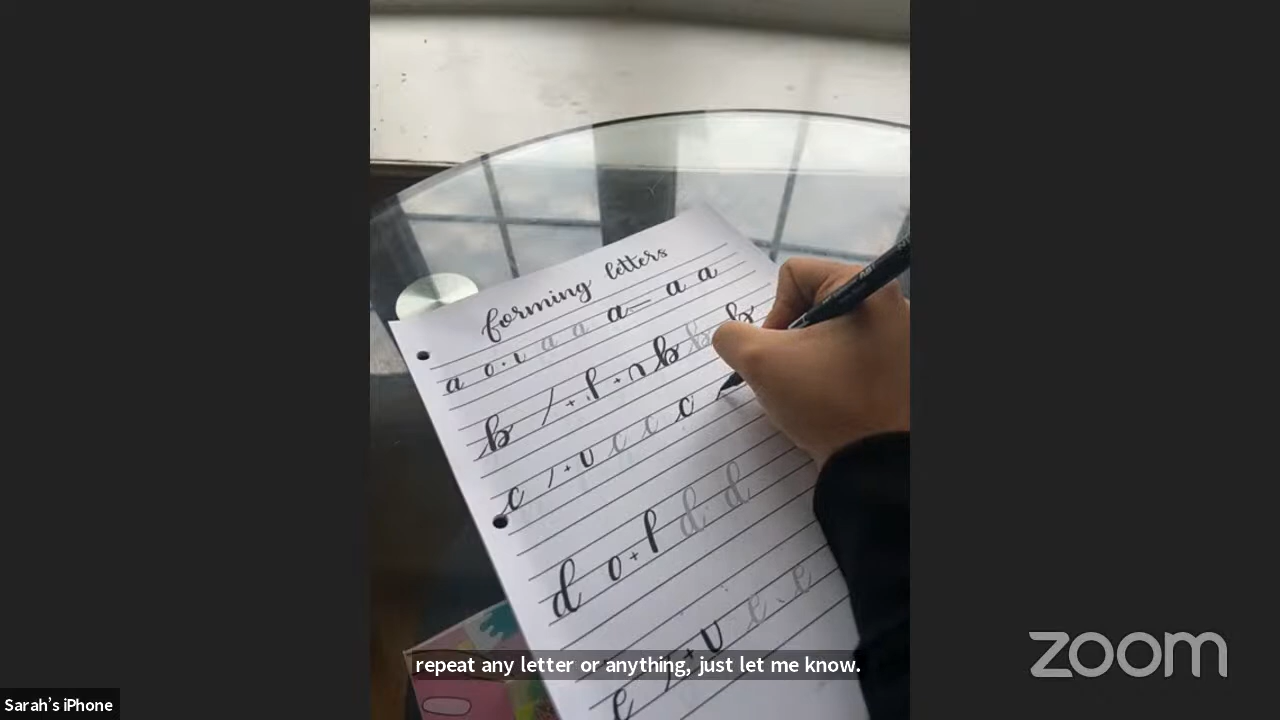 forming letters
a o + ι a a a a a
b / + l + n b b b
c / + υ c c c
d o + l d d
e / + υ e e
repeat any letter or anything, just let me know.
zoom
Sarah's iPhone